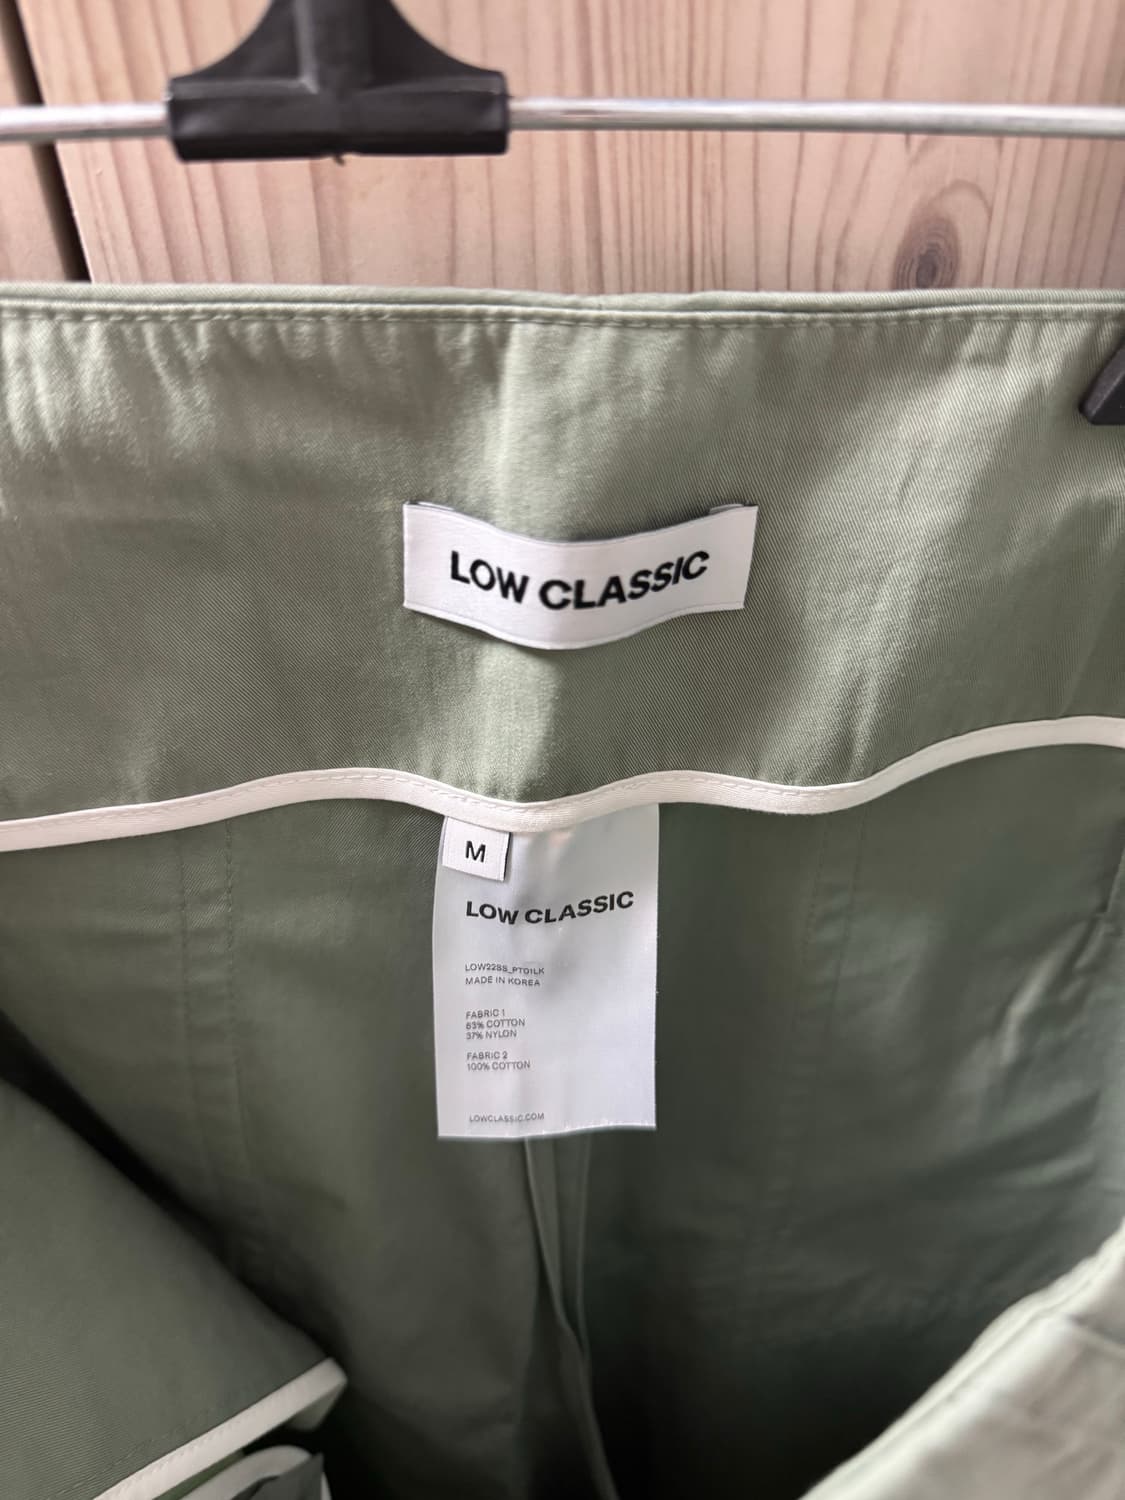 LOW CLASSIC
M
LOW CLASSIC
LOW22SS_PT01LK
MADE IN KOREA
FABRIC 1
63% COTTON
37% NYLON
FABRIC 2
100% COTTON
LOWCLASSIC.COM